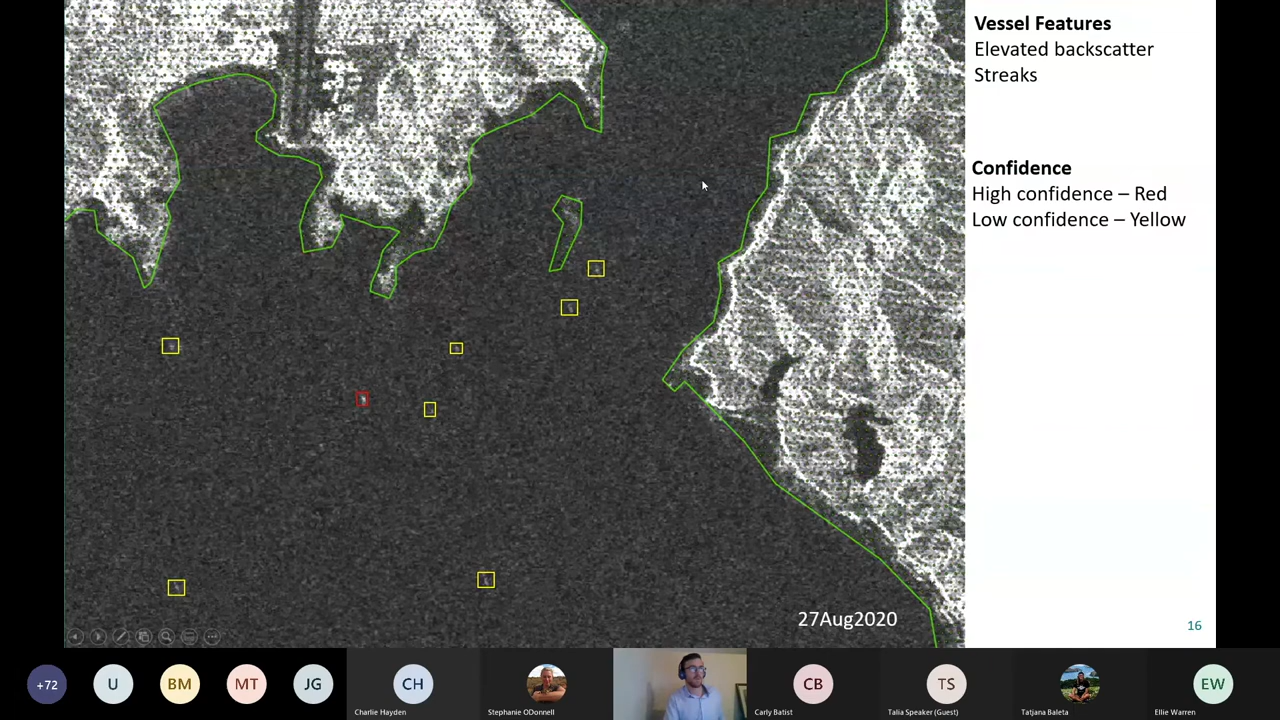 Vessel Features
Elevated backscatter
Streaks
Confidence
High confidence – Red
Low confidence – Yellow
27Aug2020
16
+72
U
BM
MT
JG
CH
CB
TS
EW
Charlie Hayden
Stephanie ODonnell
Carly Batist
Talia Speaker (Guest)
Tatjana Baleta
Ellie Warren